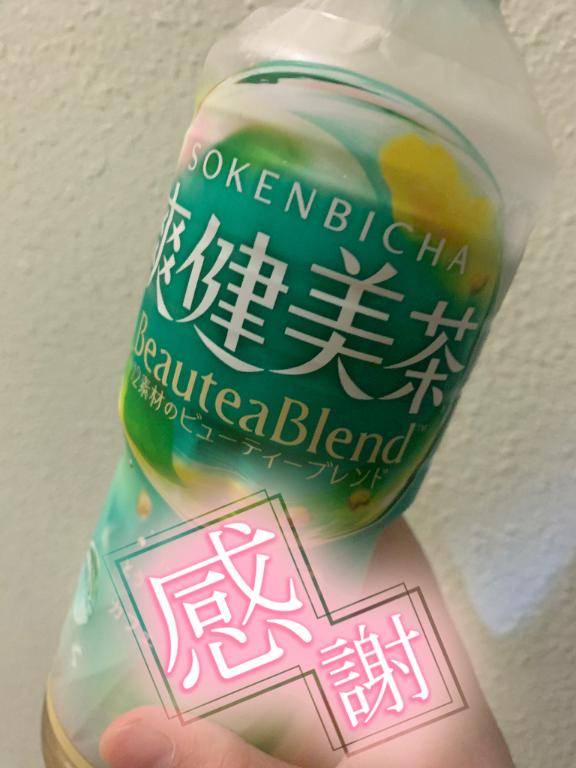 SOKENBICHA
爽健美茶
BeauteaBlend™
12素材のビューティーブレンド
感謝